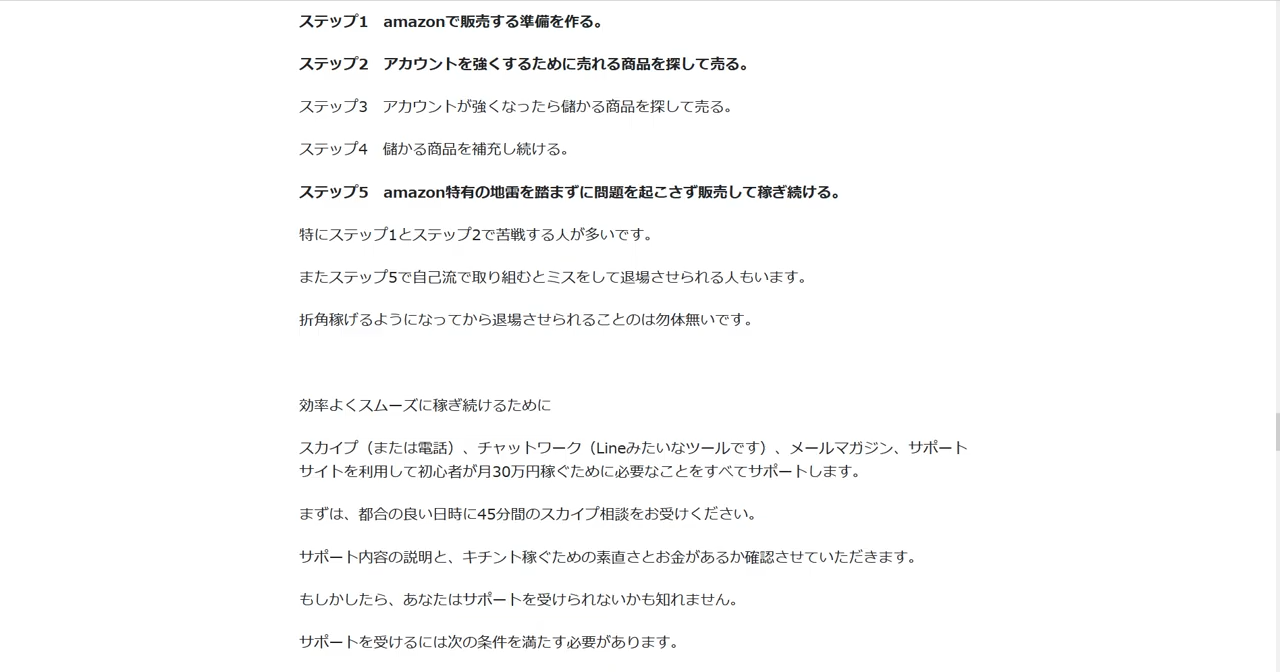 ステップ1　amazonで販売する準備を作る。
ステップ2　アカウントを強くするために売れる商品を探して売る。
ステップ3　アカウントが強くなったら儲かる商品を探して売る。
ステップ4　儲かる商品を補充し続ける。
ステップ5　amazon特有の地雷を踏まずに問題を起こさず販売して稼ぎ続ける。
特にステップ1とステップ2で苦戦する人が多いです。
またステップ5で自己流で取り組むとミスをして退場させられる人もいます。
折角稼げるようになってから退場させられることのは勿体無いです。
効率よくスムーズに稼ぎ続けるために
スカイプ（または電話）、チャットワーク（Lineみたいなツールです）、メールマガジン、サポート
サイトを利用して初心者が月30万円稼ぐために必要なことをすべてサポートします。
まずは、都合の良い日時に45分間のスカイプ相談をお受けください。
サポート内容の説明と、キチント稼ぐための素直さとお金があるか確認させていただきます。
もしかしたら、あなたはサポートを受けられないかも知れません。
サポートを受けるには次の条件を満たす必要があります。